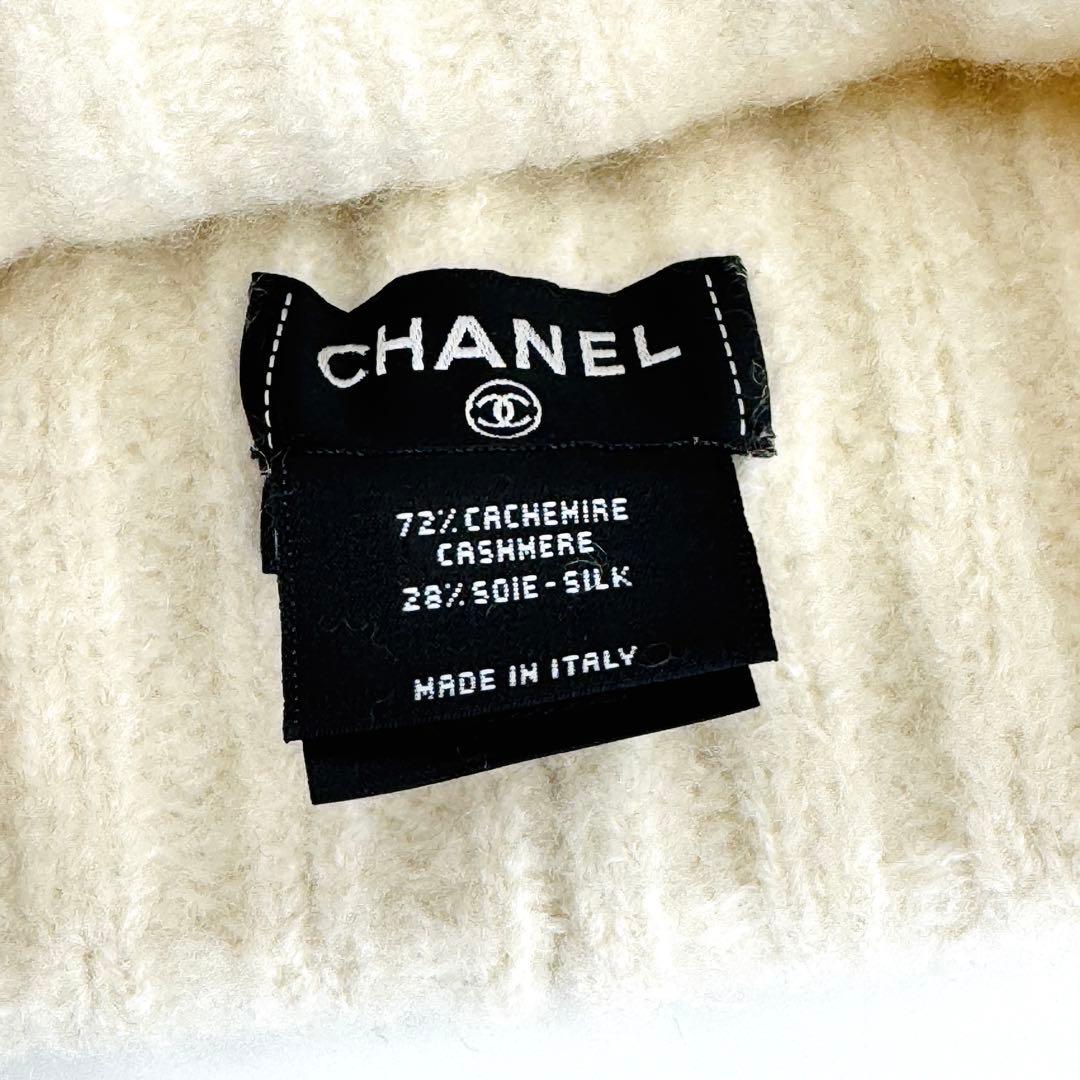 CHANEL
72% CACHEMIRE
CASHMERE
28% SOIE - SILK
MADE IN ITALY